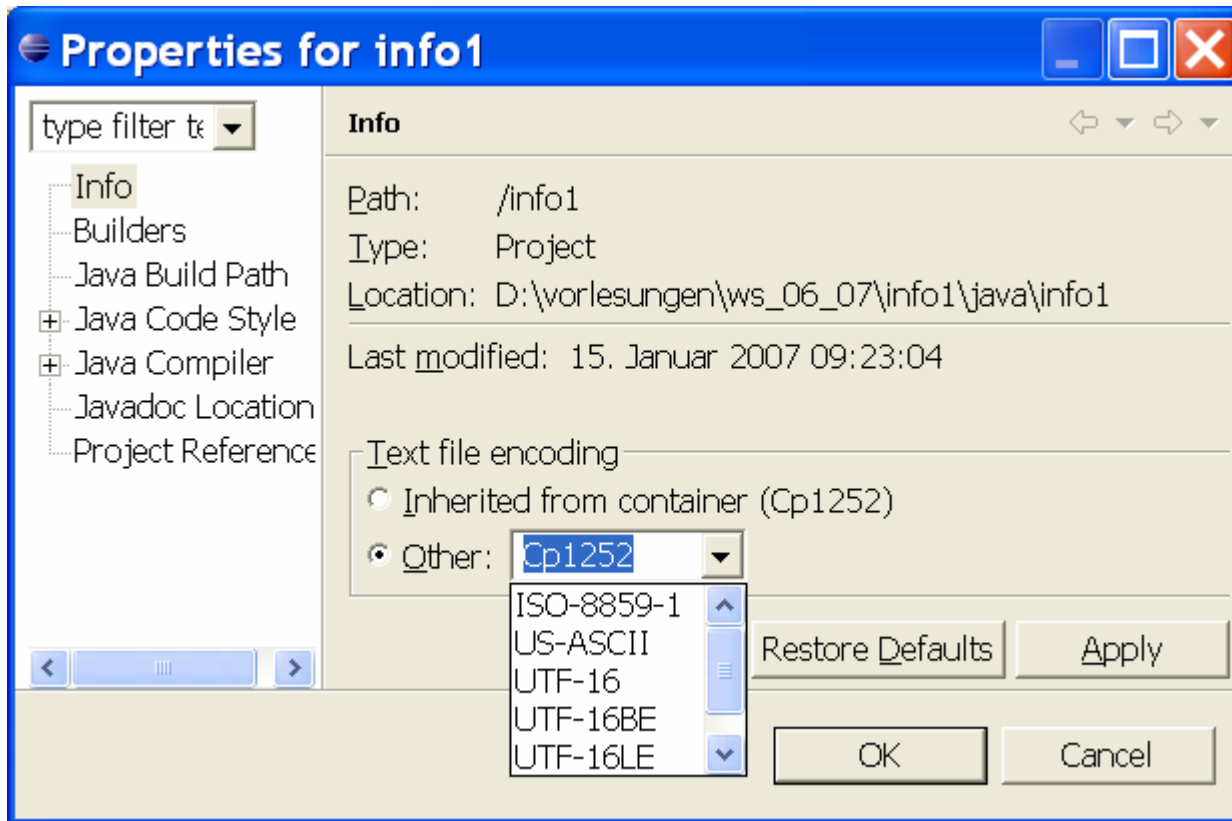 Properties for info1
type filter te
Info
Builders
Java Build Path
Java Code Style
Java Compiler
Javadoc Location
Project Reference
Info
Path: /info1
Type: Project
Location: D:\vorlesungen\ws_06_07\info1\java\info1
Last modified: 15. Januar 2007 09:23:04
Text file encoding
Inherited from container (Cp1252)
Other: Cp1252
ISO-8859-1
US-ASCII
UTF-16
UTF-16BE
UTF-16LE
Restore Defaults Apply
OK Cancel